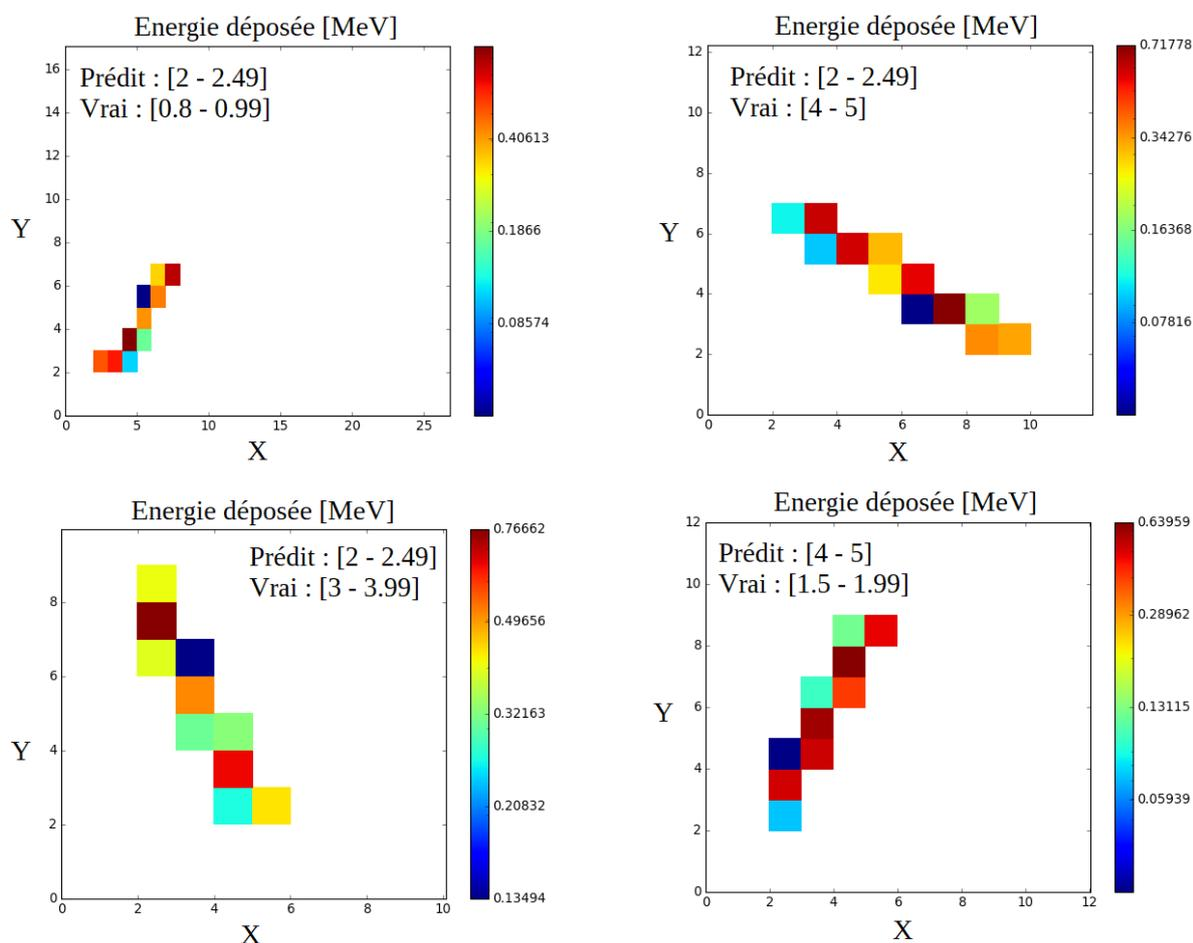 Energie déposée [MeV]
Prédit : [2 - 2.49]
Vrai : [0.8 - 0.99]
16
14
12
10
8
6
4
2
0
Y
0 5 10 15 20 25
X
0.40613
0.1866
0.08574
Energie déposée [MeV]
Prédit : [2 - 2.49]
Vrai : [4 - 5]
12
10
8
6
4
2
0
Y
0 2 4 6 8 10
X
0.71778
0.34276
0.16368
0.07816
Energie déposée [MeV]
Prédit : [2 - 2.49]
Vrai : [3 - 3.99]
8
6
4
2
0
Y
0 2 4 6 8 10
X
0.76662
0.49656
0.32163
0.20832
0.13494
Energie déposée [MeV]
Prédit : [4 - 5]
Vrai : [1.5 - 1.99]
12
10
8
6
4
2
0
Y
0 2 4 6 8 10 12
X
0.63959
0.28962
0.13115
0.05939